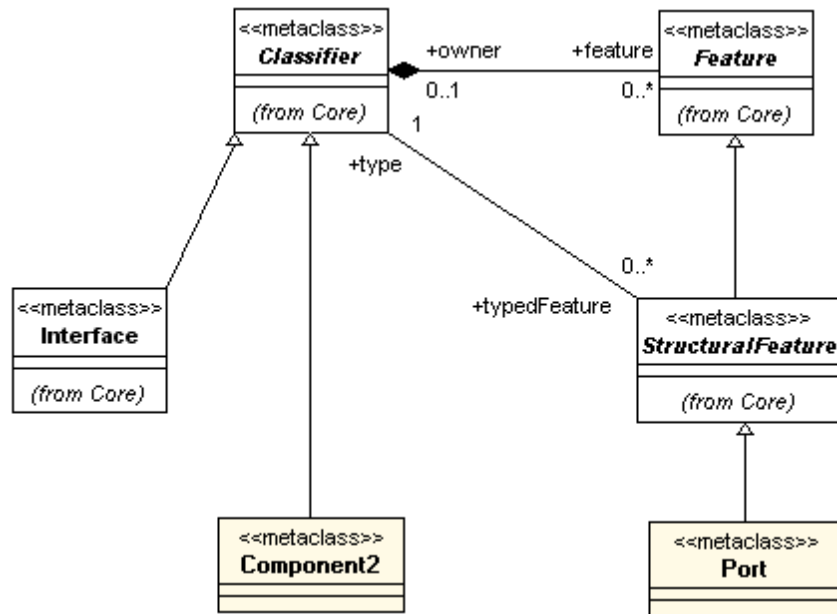 <<metaclass>>
Classifier
(from Core)
+owner
+feature
0..1
0..*
<<metaclass>>
Feature
(from Core)
1
+type
0..*
+typedFeature
<<metaclass>>
Interface
(from Core)
<<metaclass>>
StructuralFeature
(from Core)
<<metaclass>>
Component2
<<metaclass>>
Port